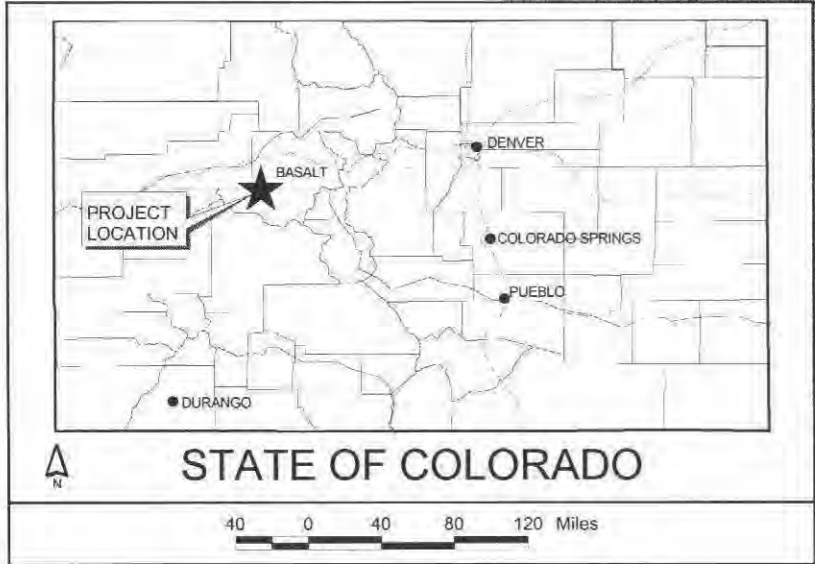 DENVER
BASALT
PROJECT
LOCATION
COLORADO SPRINGS
PUEBLO
DURANGO
N
STATE OF COLORADO
40 0 40 80 120 Miles